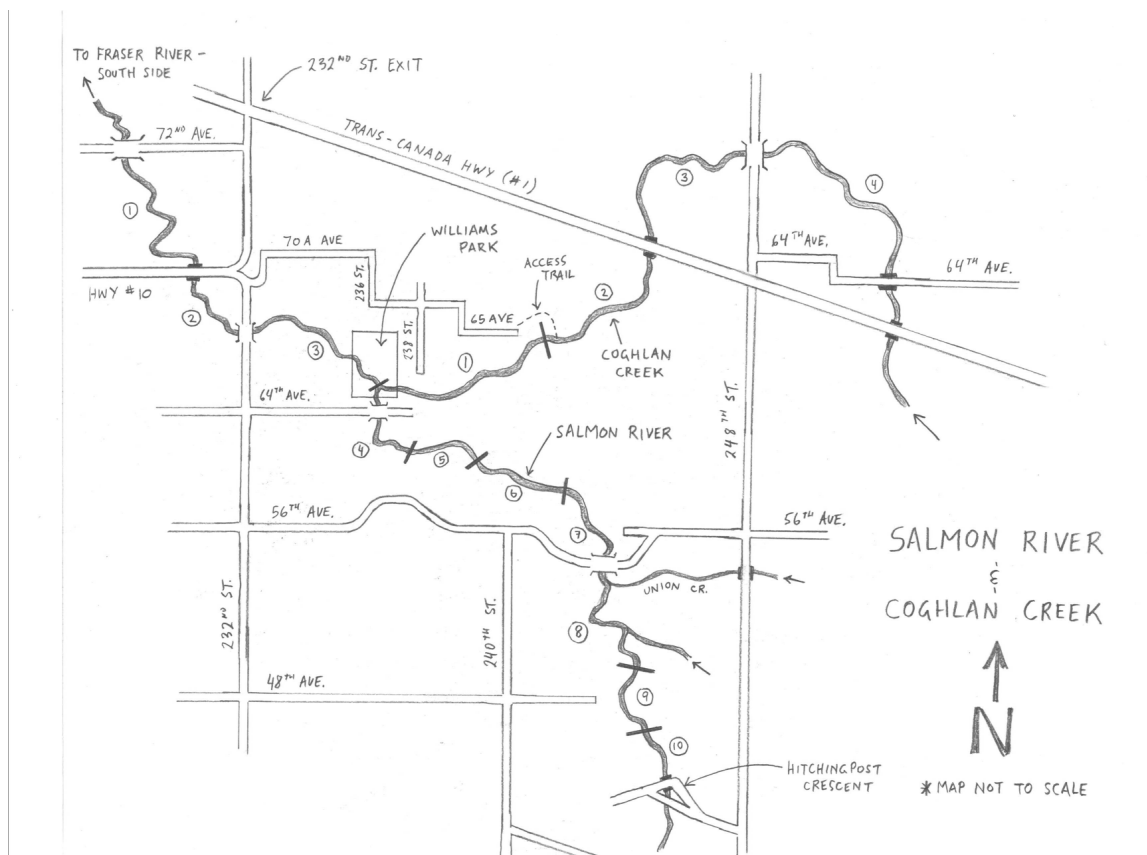 TO FRASER RIVER -
SOUTH SIDE
232ND ST. EXIT
72ND AVE.
TRANS-CANADA HWY (#1)
③
④
①
WILLIAMS
PARK
70A AVE
64TH AVE.
64TH AVE.
ACCESS
TRAIL
236 ST.
HWY #10
②
②
65 AVE
238 ST.
③
①
COGHLAN
CREEK
64TH AVE.
248TH ST.
SALMON RIVER
④
⑤
⑥
56TH AVE.
⑦
56TH AVE.
SALMON RIVER
&
COGHLAN CREEK
UNION CR.
232ND ST.
240TH ST.
⑧
48TH AVE.
⑨
⑩
N
HITCHINGPOST
CRESCENT
*MAP NOT TO SCALE